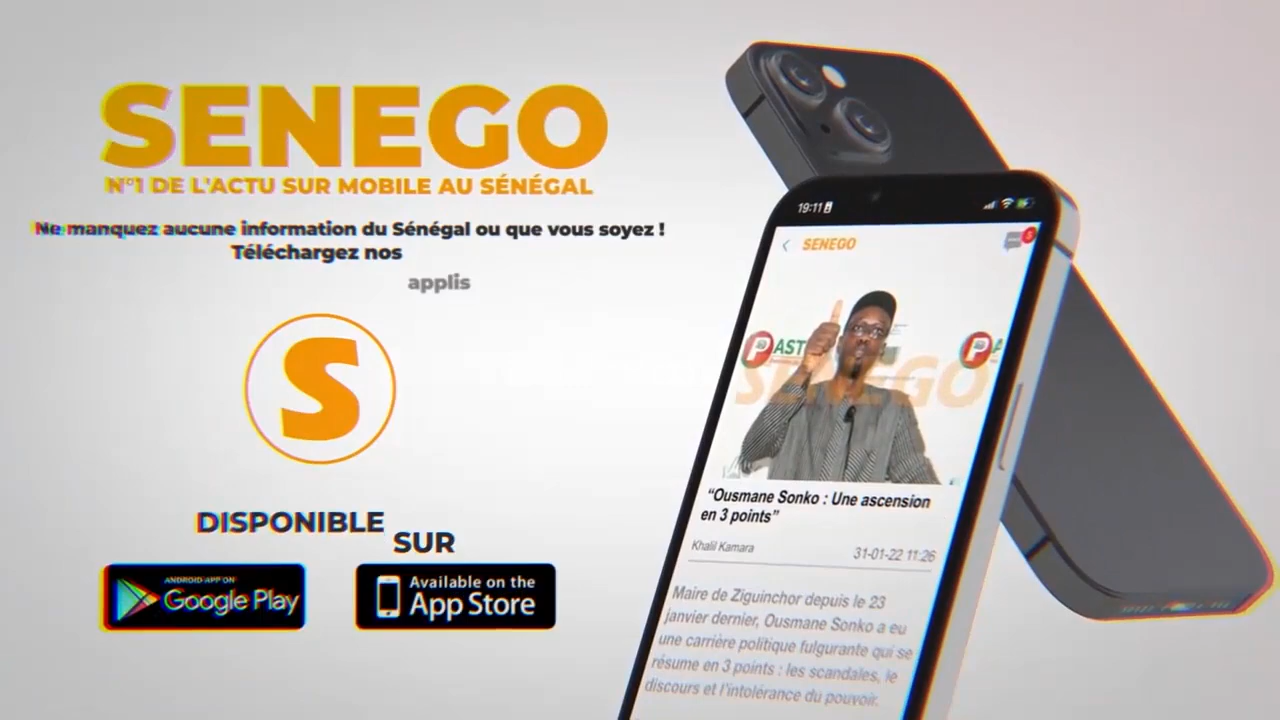 SENEGO
N°1 DE L'ACTU SUR MOBILE AU SÉNÉGAL
Ne manquez aucune information du Sénégal ou que vous soyez !
Téléchargez nos
applis
S
DISPONIBLE
SUR
ANDROID APP ON
Google Play
Available on the
App Store
19:11
SENEGO
PAST
PA
SENEGO
“Ousmane Sonko : Une ascension
en 3 points”
Khalil Kamara
31-01-22 11:26
Maire de Ziguinchor depuis le 23
janvier dernier, Ousmane Sonko a eu
une carrière politique fulgurante qui se
résume en 3 points : les scandales, le
discours et l'intolérance du pouvoir.